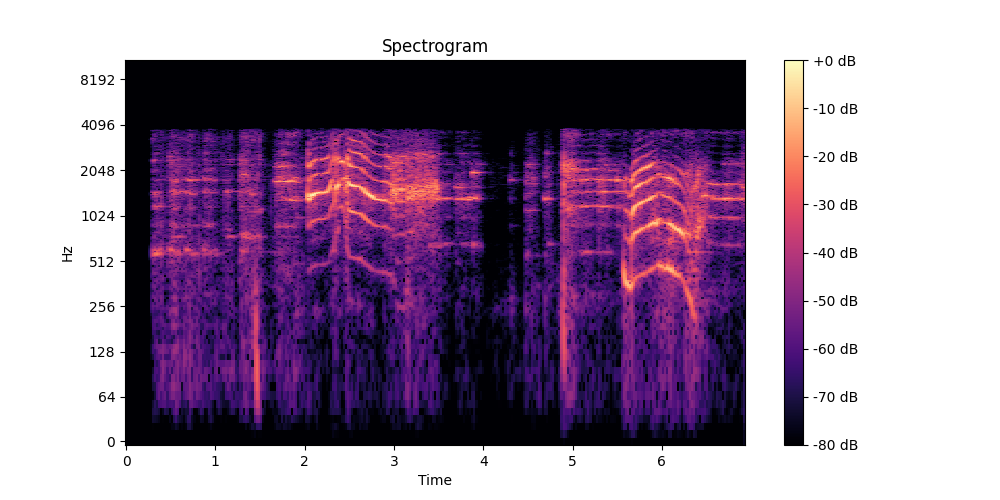 Spectrogram
8192
4096
2048
1024
512
256
128
64
0
Hz
0 1 2 3 4 5 6
Time
+0 dB
-10 dB
-20 dB
-30 dB
-40 dB
-50 dB
-60 dB
-70 dB
-80 dB